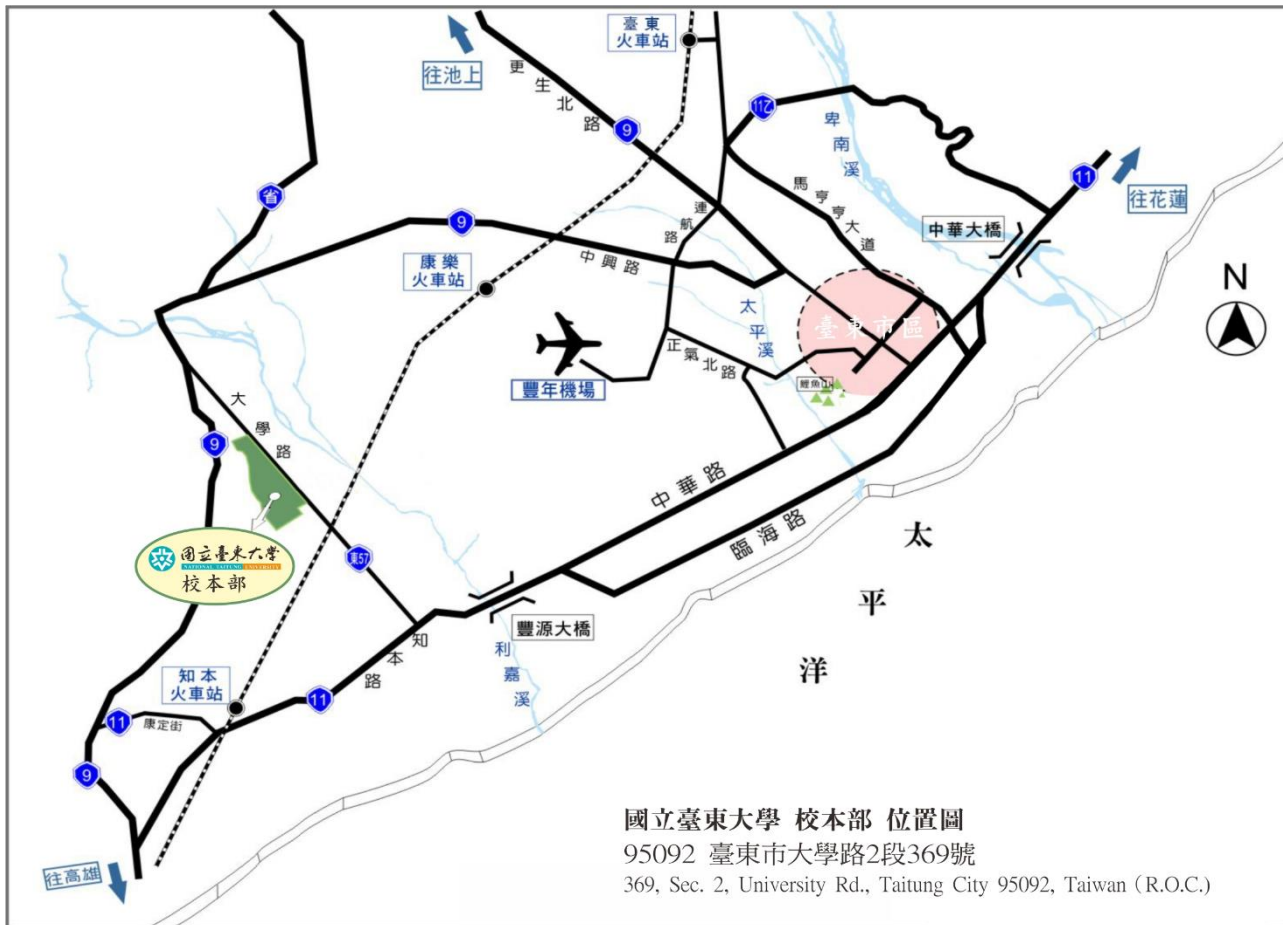 臺東
火車站
往池上
更生北路
9
11乙
卑南溪
馬亨亨大道
11
往花蓮
中華大橋
省
9
連航路
中興路
康樂
火車站
N
太平溪
臺東市區
正氣北路
豐年機場
鯉魚山
大學路
9
中華路
臨海路
太平洋
國立臺東大學
NATIONAL TAITUNG UNIVERSITY
校本部
東57
豐源大橋
知本路
利嘉溪
知本
火車站
11
11
康定街
9
往高雄
國立臺東大學 校本部 位置圖
95092 臺東市大學路2段369號
369, Sec. 2, University Rd., Taitung City 95092, Taiwan (R.O.C.)